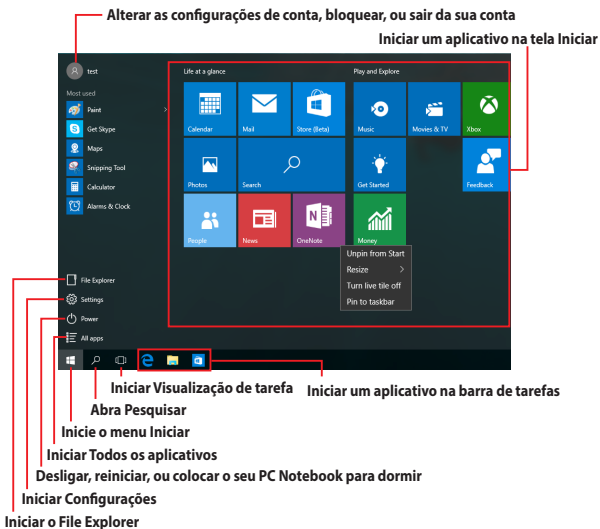 Alterar as configurações de conta, bloquear, ou sair da sua conta
Iniciar um aplicativo na tela Iniciar
test
Life at a glance
Play and Explore
Most used
Paint
Get Skype
Maps
Snipping Tool
Calculator
Alarms & Clock
Calendar
Mail
Store (Beta)
Music
Movies & TV
Xbox
Photos
Search
Get Started
Feedback
People
News
OneNote
Money
Unpin from Start
Resize
Turn live tile off
Pin to taskbar
File Explorer
Settings
Power
All apps
Iniciar Visualização de tarefa
Iniciar um aplicativo na barra de tarefas
Abra Pesquisar
Inicie o menu Iniciar
Iniciar Todos os aplicativos
Desligar, reiniciar, ou colocar o seu PC Notebook para dormir
Iniciar Configurações
Iniciar o File Explorer